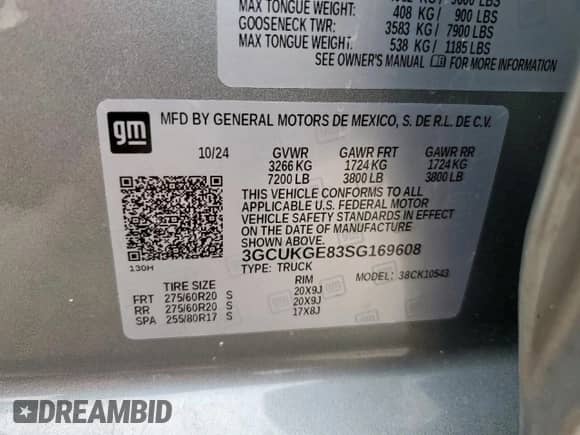 408 KG/ 900 LBS
GOOSENECK TWR: 3583 KG/ 7900 LBS
MAX TONGUE WEIGHT: 538 KG/ 1185 LBS
SEE OWNER'S MANUAL FOR MORE INFORMATION
gm MFD BY GENERAL MOTORS DE MEXICO, S. DE R.L. DE C.V.
10/24 GVWR GAWR FRT GAWR RR
3266 KG 1724 KG 1724 KG
7200 LB 3800 LB 3800 LB
THIS VEHICLE CONFORMS TO ALL
APPLICABLE U.S. FEDERAL MOTOR
VEHICLE SAFETY STANDARDS IN EFFECT
ON THE DATE OF MANUFACTURE
SHOWN ABOVE.
3GCUKGE83SG169608
130H TYPE: TRUCK MODEL: 38CK10543
TIRE SIZE RIM
FRT 275/60R20 S 20X9J
RR 275/60R20 S 20X9J
SPA 255/80R17 S 17X8J
DREAMBID